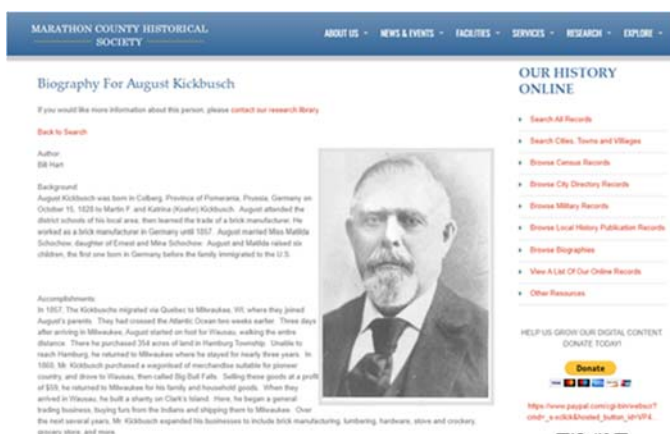 MARATHON COUNTY HISTORICAL
SOCIETY
ABOUT US
NEWS & EVENTS
FACILITIES
SERVICES
RESEARCH
EXPLORE
Biography For August Kickbusch
If you would like more information about this person, please contact our research library
Back to Search
Author:
Bill Hart
Background:
August Kickbusch was born in Colberg, Province of Pomerania, Prussia, Germany on
October 15, 1828 to Martin F. and Katrina (Koehn) Kickbusch. August attended the
district schools of his local area, then learned the trade of a brick manufacturer. He
worked as a brick manufacturer in Germany until 1857. August married Miss Matilda
Schochow, daughter of Ernest and Mina Schochow. August and Matilda raised six
children, the first one born in Germany before the family immigrated to the U.S.
Accomplishments:
In 1857, The Kickbuschs migrated via Quebec to Milwaukee, WI, where they joined
August's parents. They had crossed the Atlantic Ocean two weeks earlier. Three days
after arriving in Milwaukee, August started on foot for Wausau, walking the entire
distance. There he purchased 354 acres of land in Hamburg Township. Unable to
reach Hamburg, he returned to Milwaukee where he stayed for nearly three years. In
1860, Mr. Kickbusch purchased a wagonload of merchandise suitable for pioneer
country, and drove to Wausau, then called Big Bull Falls. Selling these goods at a profit
of $59, he returned to Milwaukee for his family and household goods. When they
arrived in Wausau, he built a shanty on Clark's Island. Here, he began a general
trading business, buying furs from the Indians and shipping them to Milwaukee. Over
the next several years, Mr. Kickbusch expanded his businesses to include brick manufacturing, lumbering, hardware, stove and crockery,
grocery store, and more.
OUR HISTORY
ONLINE
Search All Records
Search Cities, Towns and Villages
Browse Census Records
Browse City Directory Records
Browse Military Records
Browse Local History Publication Records
Browse Biographies
View A List Of Our Online Records
Other Resources
HELP US GROW OUR DIGITAL CONTENT.
DONATE TODAY!
Donate